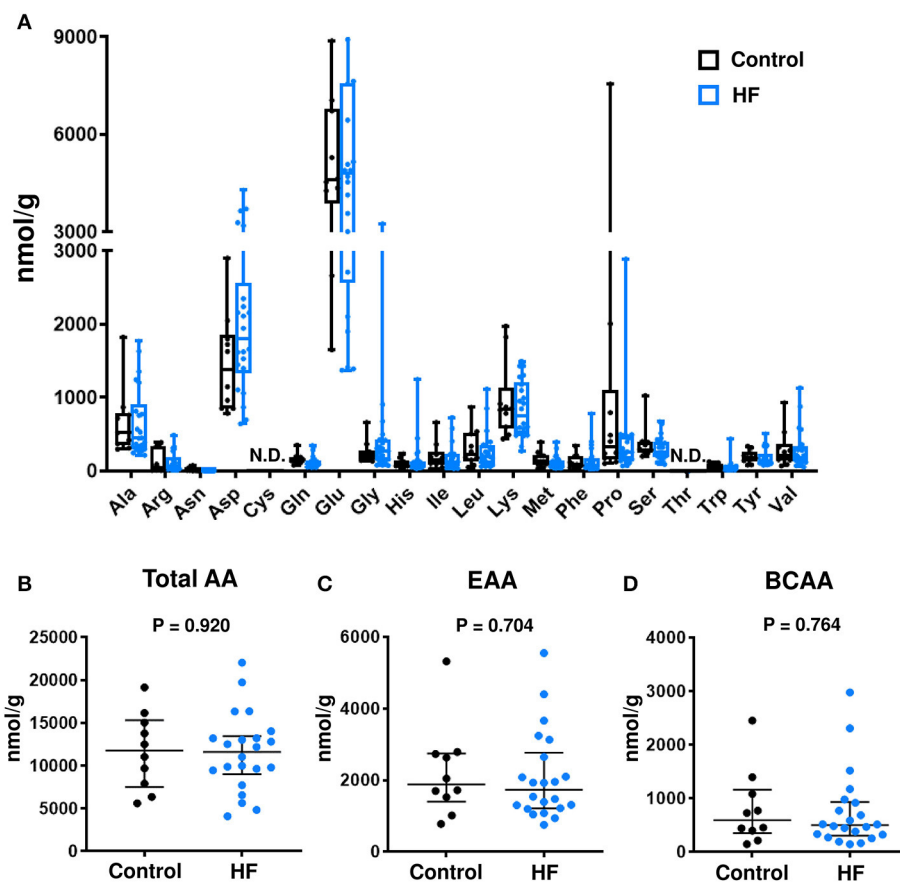 A
nmol/g
9000
6000
3000
3000
2000
1000
0
Control
HF
N.D.
N.D.
Ala Arg Asn Asp Cys Gln Glu Gly His Ile Leu Lys Met Phe Pro Ser Thr Trp Tyr Val
B
Total AA
P = 0.920
nmol/g
25000
20000
15000
10000
5000
0
Control HF
C
EAA
P = 0.704
nmol/g
6000
4000
2000
0
Control HF
D
BCAA
P = 0.764
nmol/g
4000
3000
2000
1000
0
Control HF